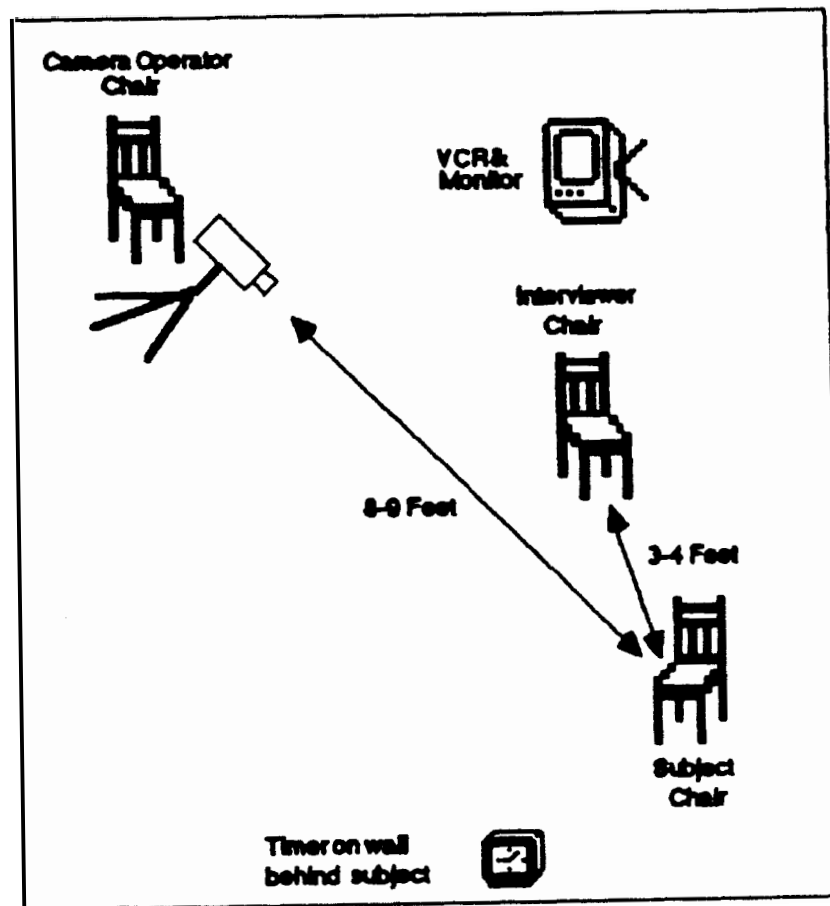 Camera Operator
Chair
VCR&
Monitor
Interviewer
Chair
8-9 Feet
3-4 Feet
Subject
Chair
Timer on wall
behind subject